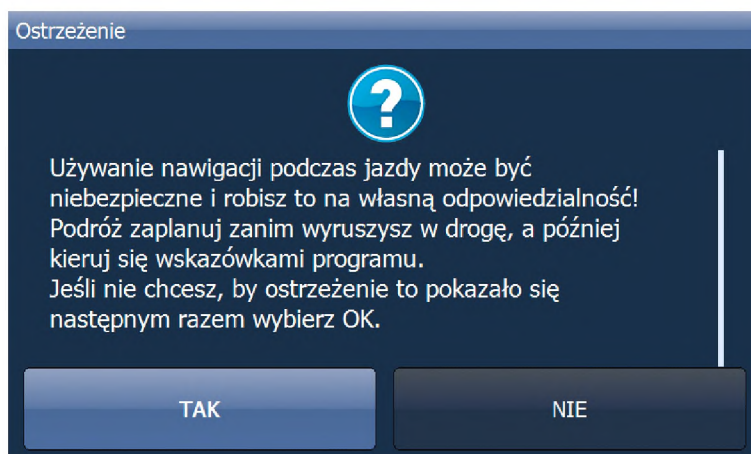 Ostrzeżenie
Używanie nawigacji podczas jazdy może być
niebezpieczne i robisz to na własną odpowiedzialność!
Podróż zaplanuj zanim wyruszysz w drogę, a później
kieruj się wskazówkami programu.
Jeśli nie chcesz, by ostrzeżenie to pokazało się
następnym razem wybierz OK.
TAK
NIE